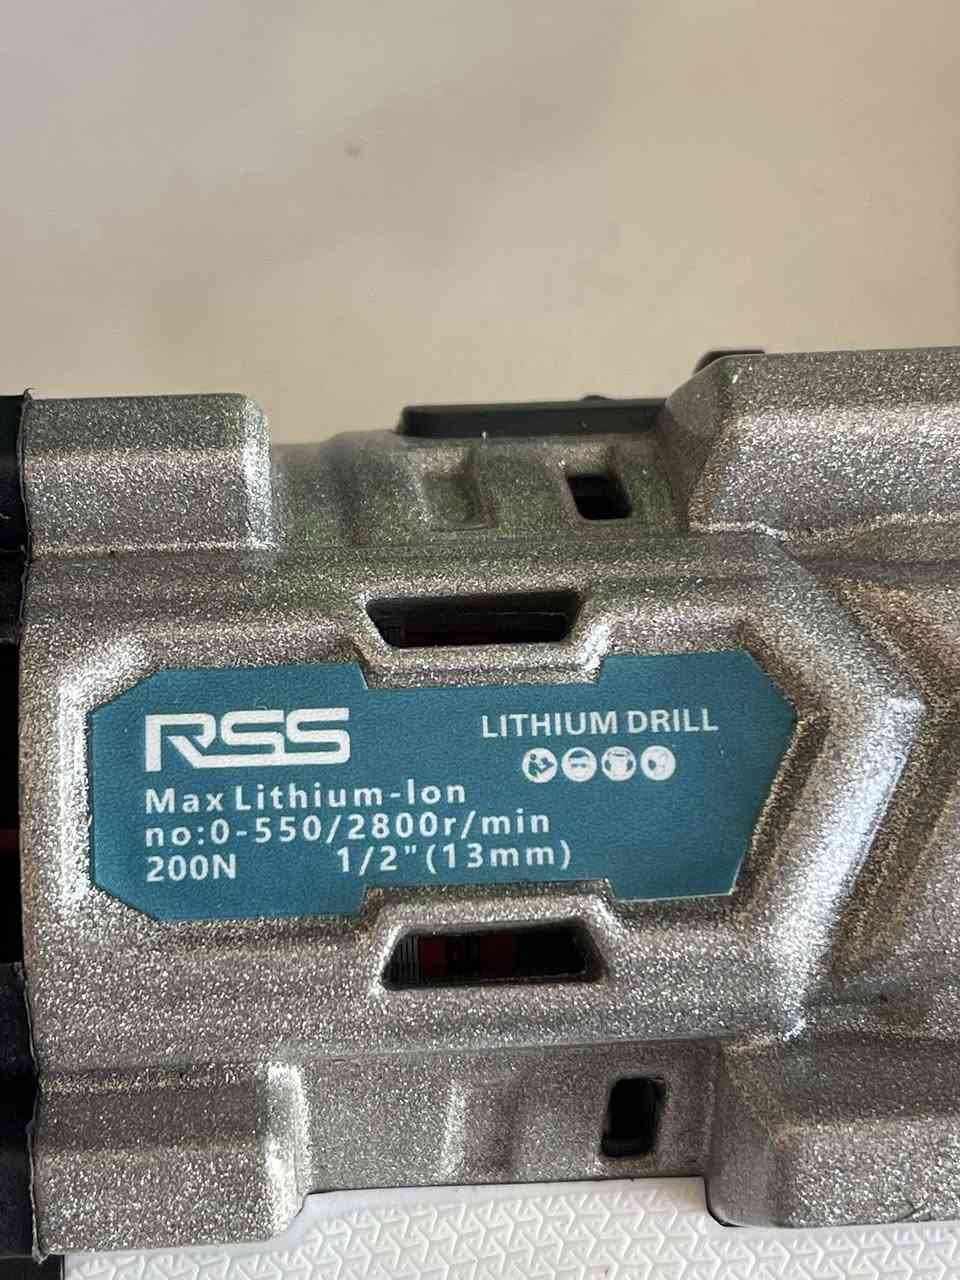 RSS
LITHIUM DRILL
Max Lithium-Ion
no:0-550/2800r/min
200N 1/2"(13mm)